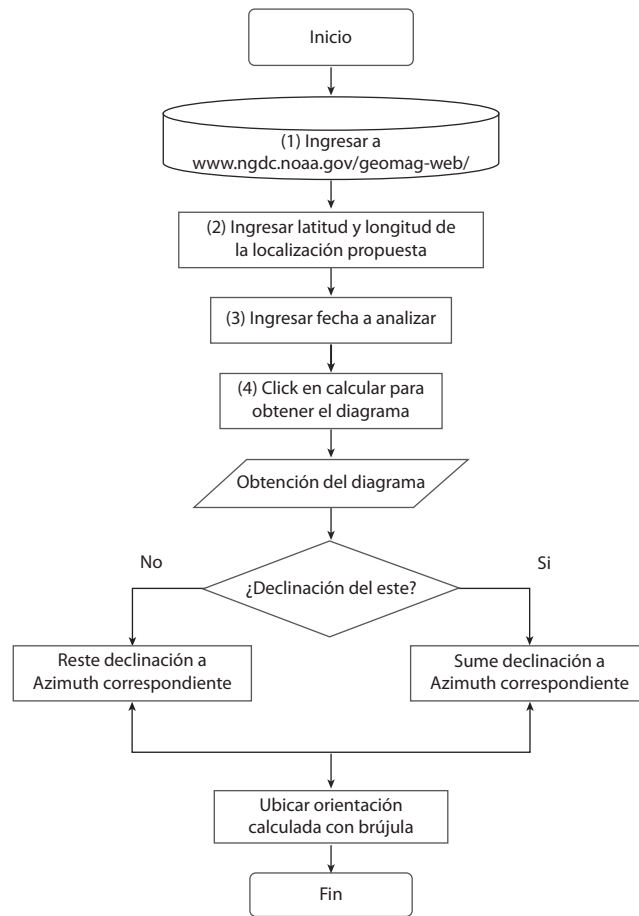 Inicio
(1) Ingresar a
www.ngdc.noaa.gov/geomag-web/
(2) Ingresar latitud y longitud de
la localización propuesta
(3) Ingresar fecha a analizar
(4) Click en calcular para
obtener el diagrama
Obtención del diagrama
¿Declinación del este?
No
Si
Reste declinación a
Azimuth correspondiente
Sume declinación a
Azimuth correspondiente
Ubicar orientación
calculada con brújula
Fin